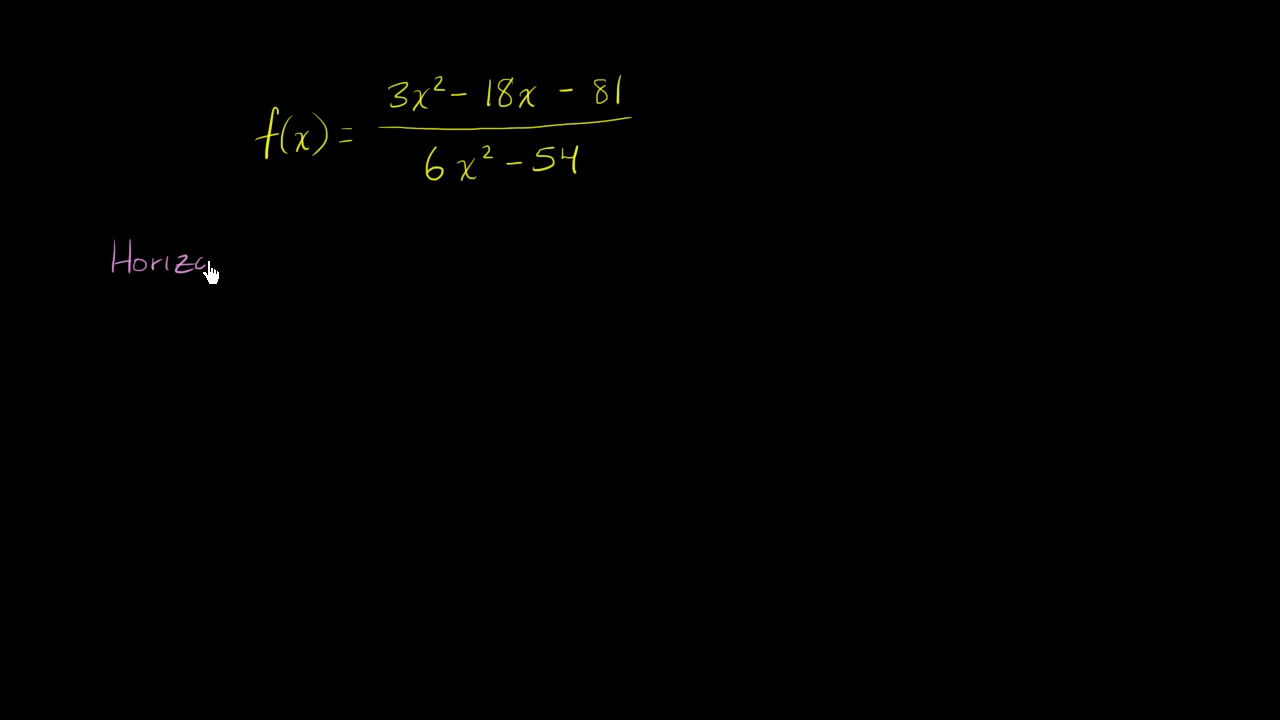 f(x) = (3x² - 18x - 81) / (6x² - 54)
Horizo